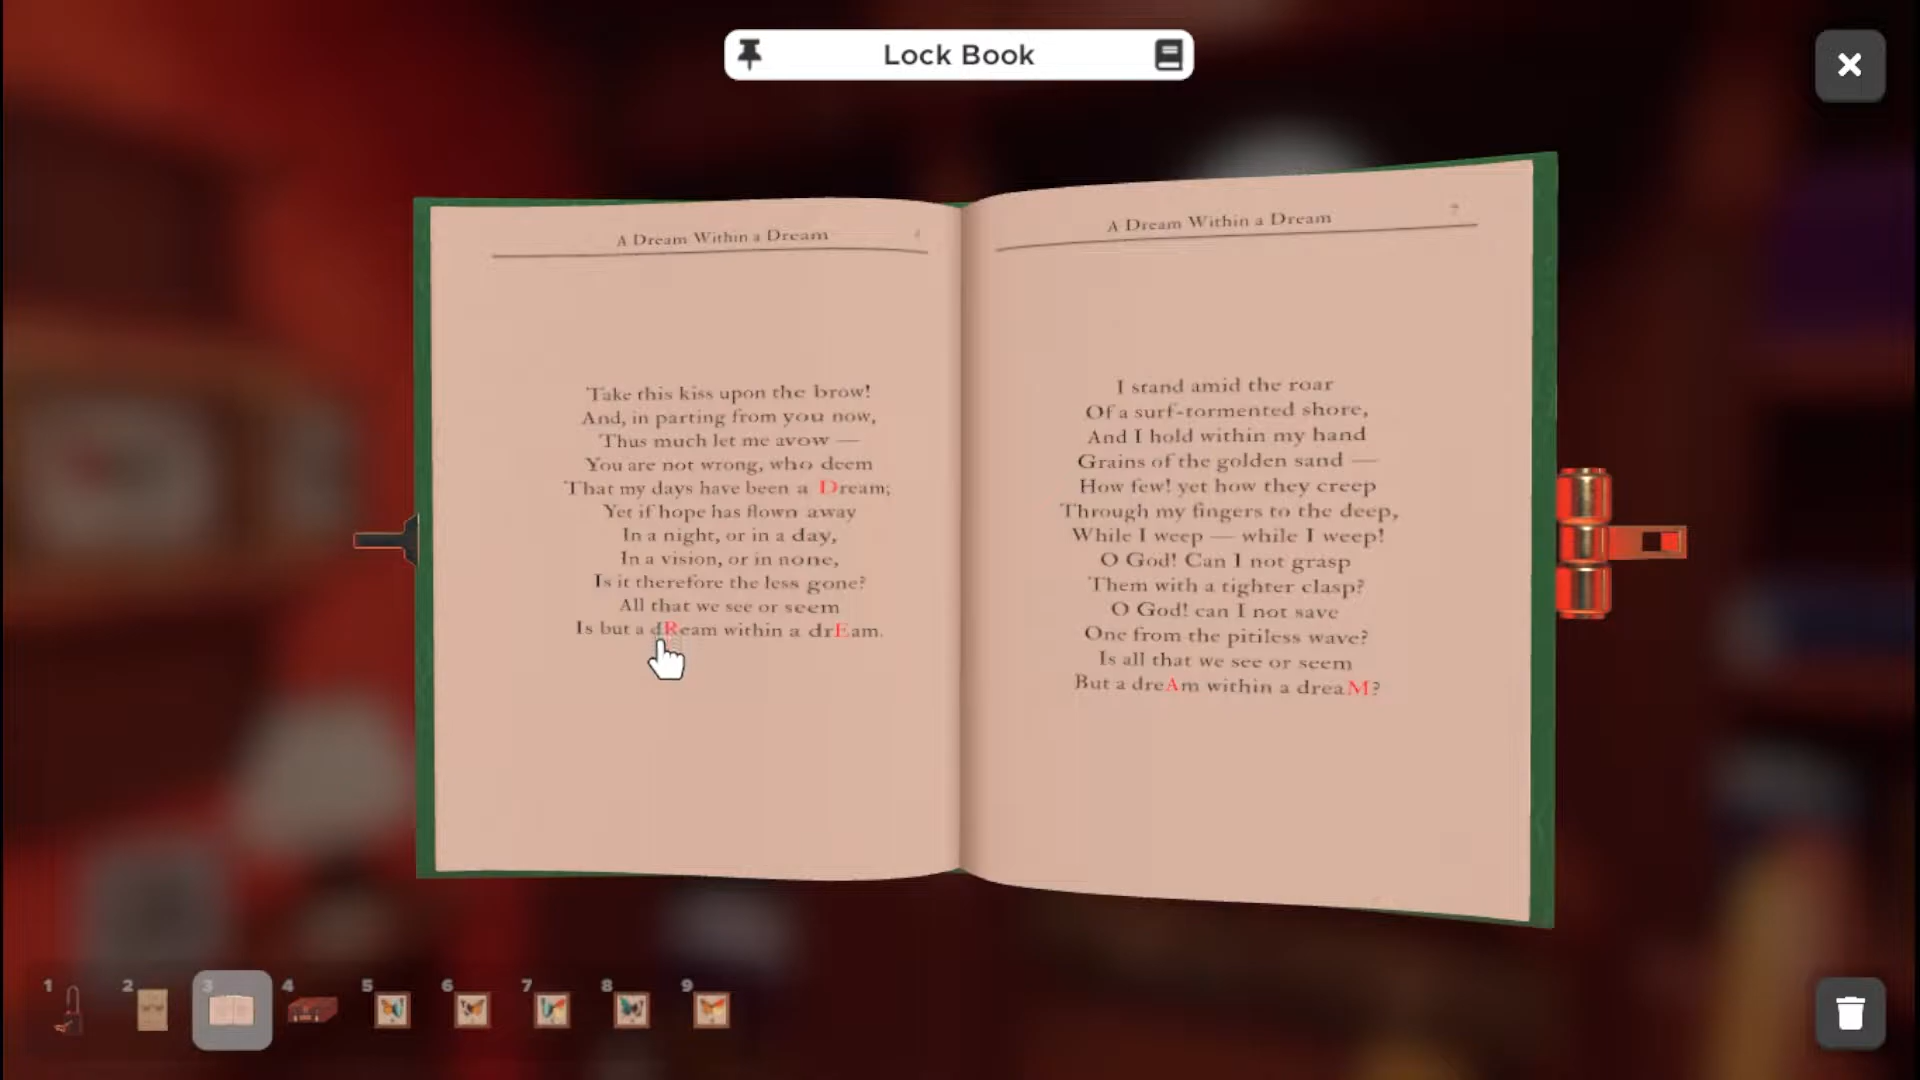 Lock Book
A Dream Within a Dream
Take this kiss upon the brow!
And, in parting from you now,
Thus much let me avow —
You are not wrong, who deem
That my days have been a Dream;
Yet if hope has flown away
In a night, or in a day,
In a vision, or in none,
Is it therefore the less gone?
All that we see or seem
Is but a dReam within a drEam.
A Dream Within a Dream
I stand amid the roar
Of a surf-tormented shore,
And I hold within my hand
Grains of the golden sand —
How few! yet how they creep
Through my fingers to the deep,
While I weep — while I weep!
O God! Can I not grasp
Them with a tighter clasp?
O God! can I not save
One from the pitiless wave?
Is all that we see or seem
But a dreAm within a dreaM?
1 2 3 4 5 6 7 8 9